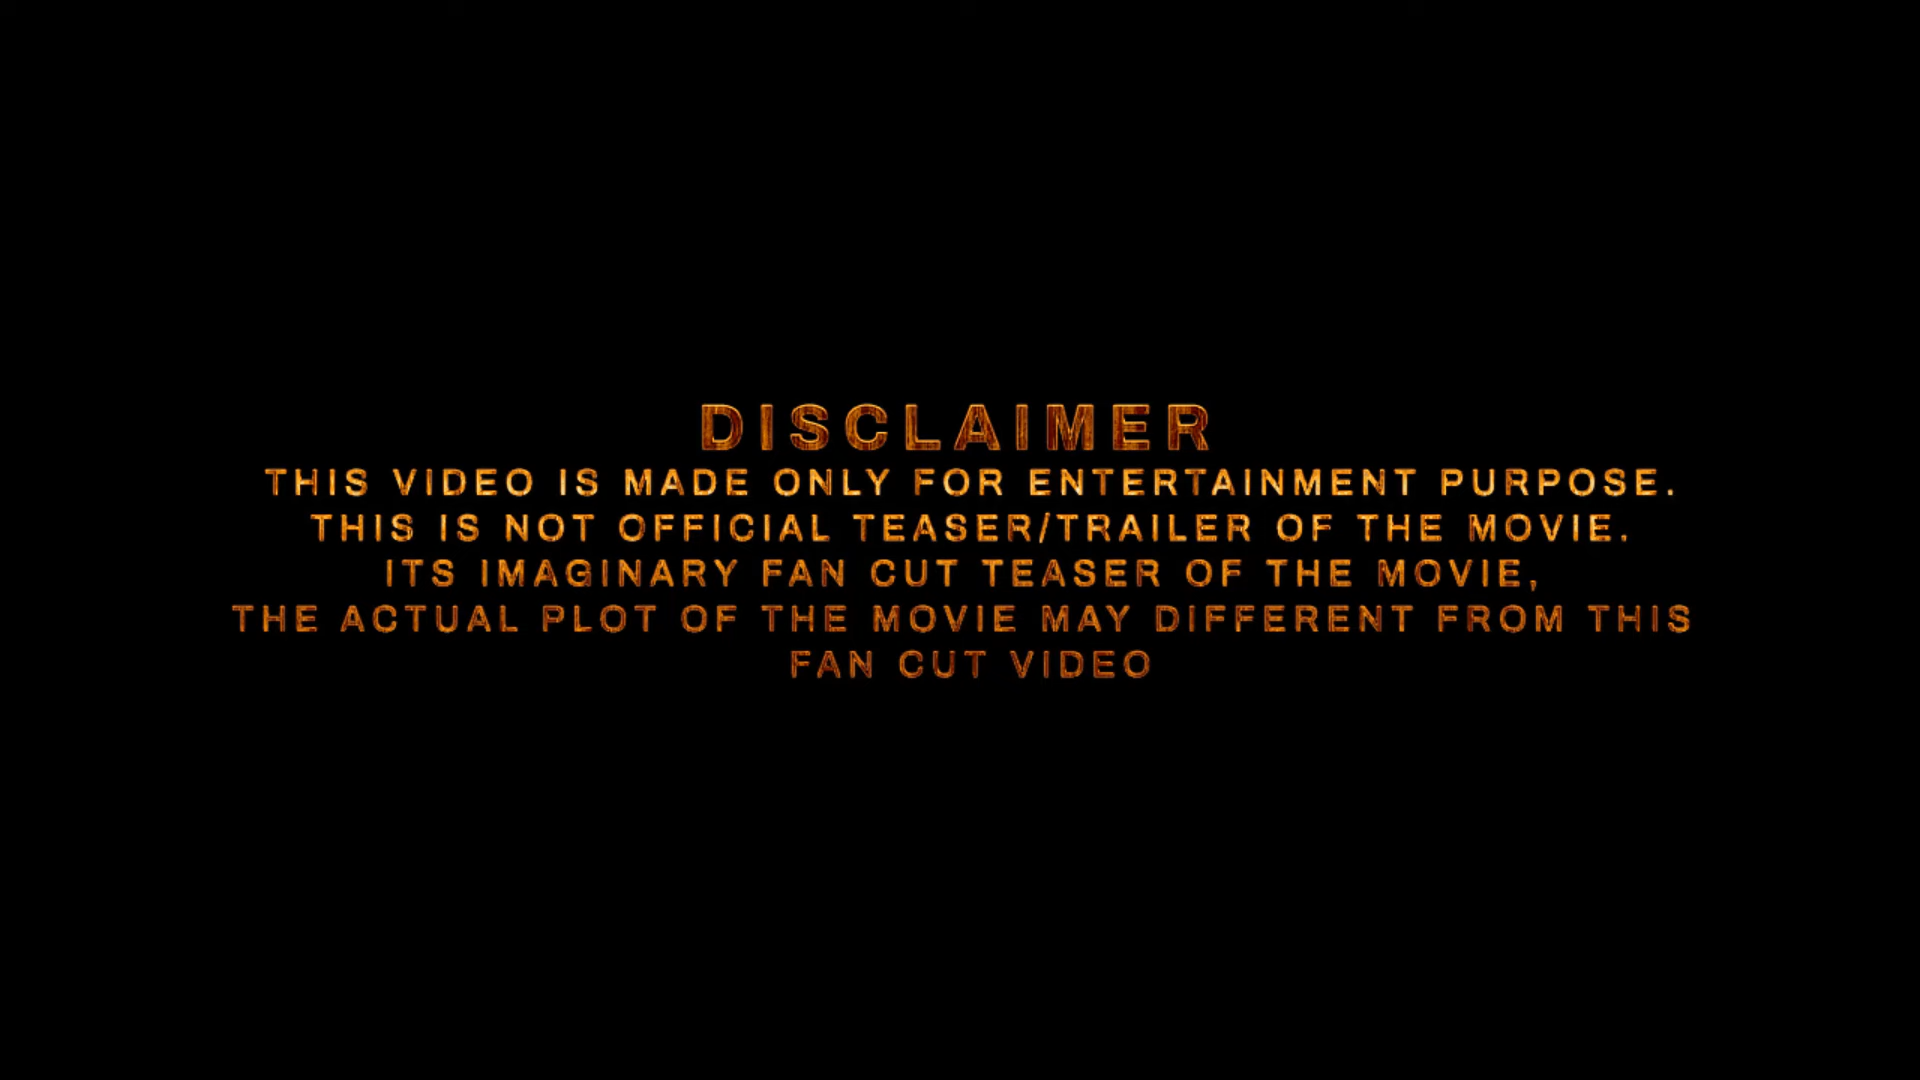 DISCLAIMER
THIS VIDEO IS MADE ONLY FOR ENTERTAINMENT PURPOSE.
THIS IS NOT OFFICIAL TEASER/TRAILER OF THE MOVIE.
ITS IMAGINARY FAN CUT TEASER OF THE MOVIE,
THE ACTUAL PLOT OF THE MOVIE MAY DIFFERENT FROM THIS
FAN CUT VIDEO